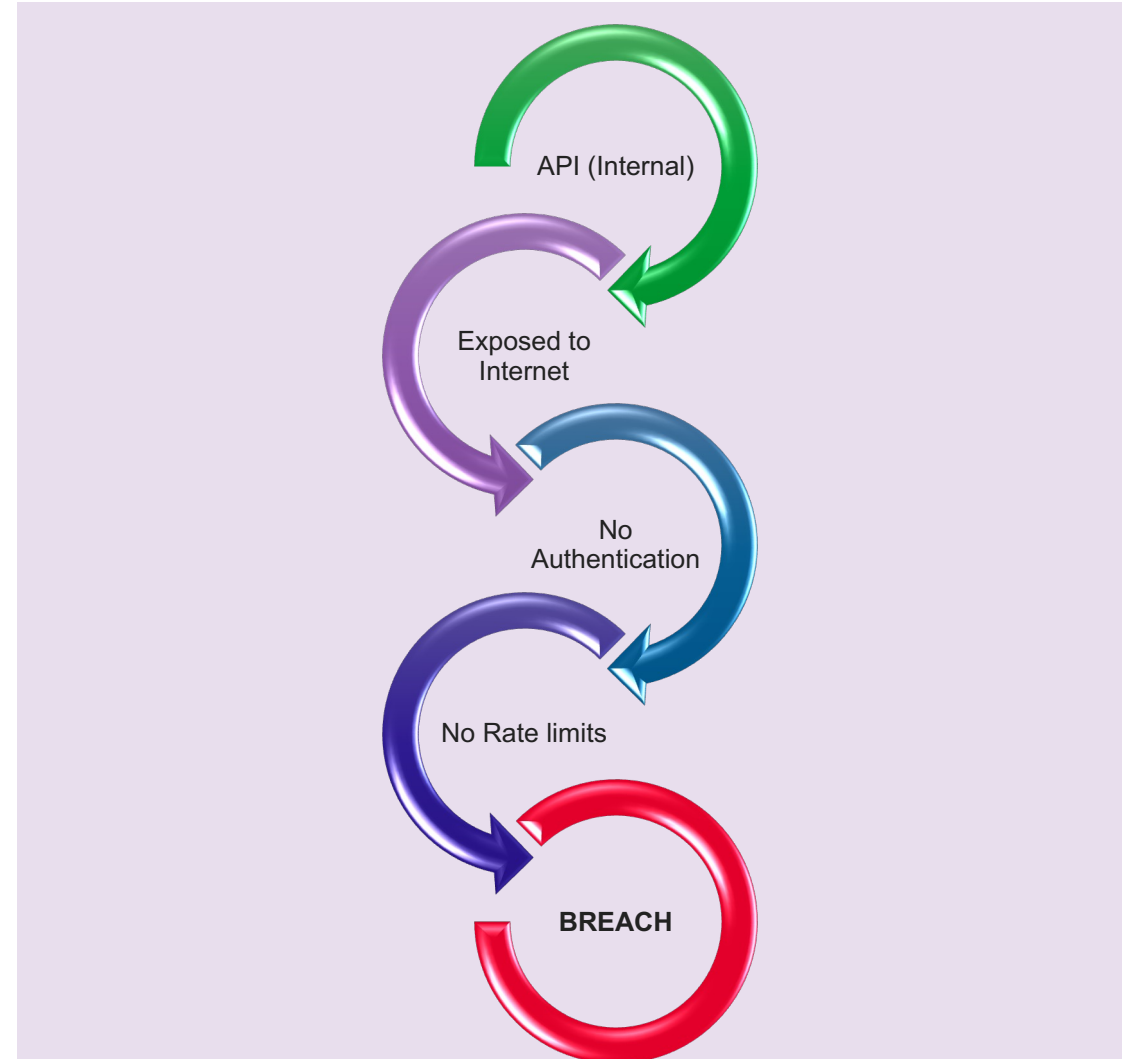 API (Internal)
Exposed to
Internet
No
Authentication
No Rate limits
BREACH